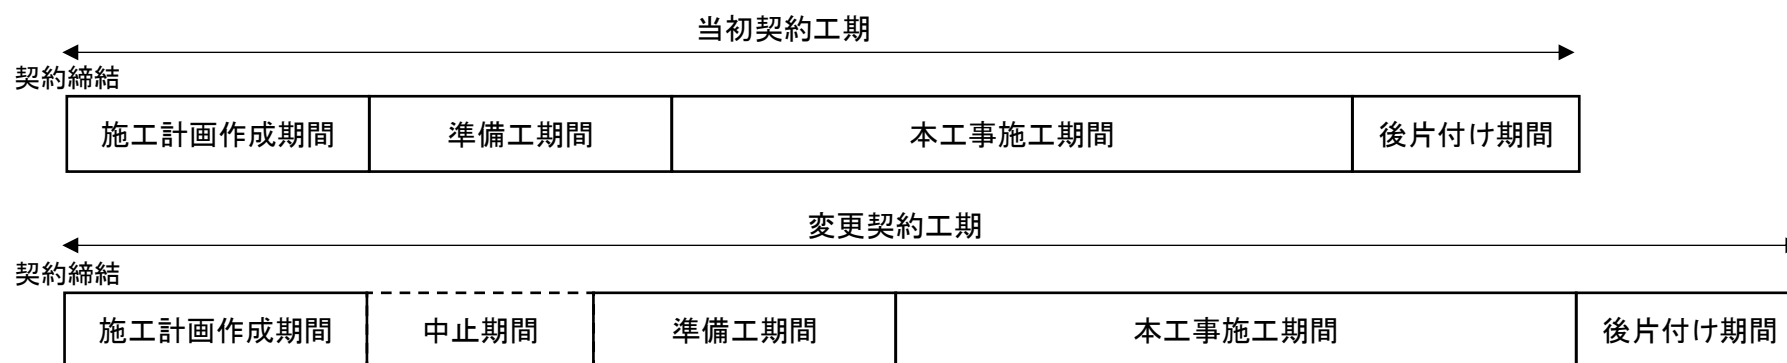 当初契約工期
契約締結
施工計画作成期間 準備工期間 本工事施工期間 後片付け期間
変更契約工期
契約締結
施工計画作成期間 中止期間 準備工期間 本工事施工期間 後片付け期間